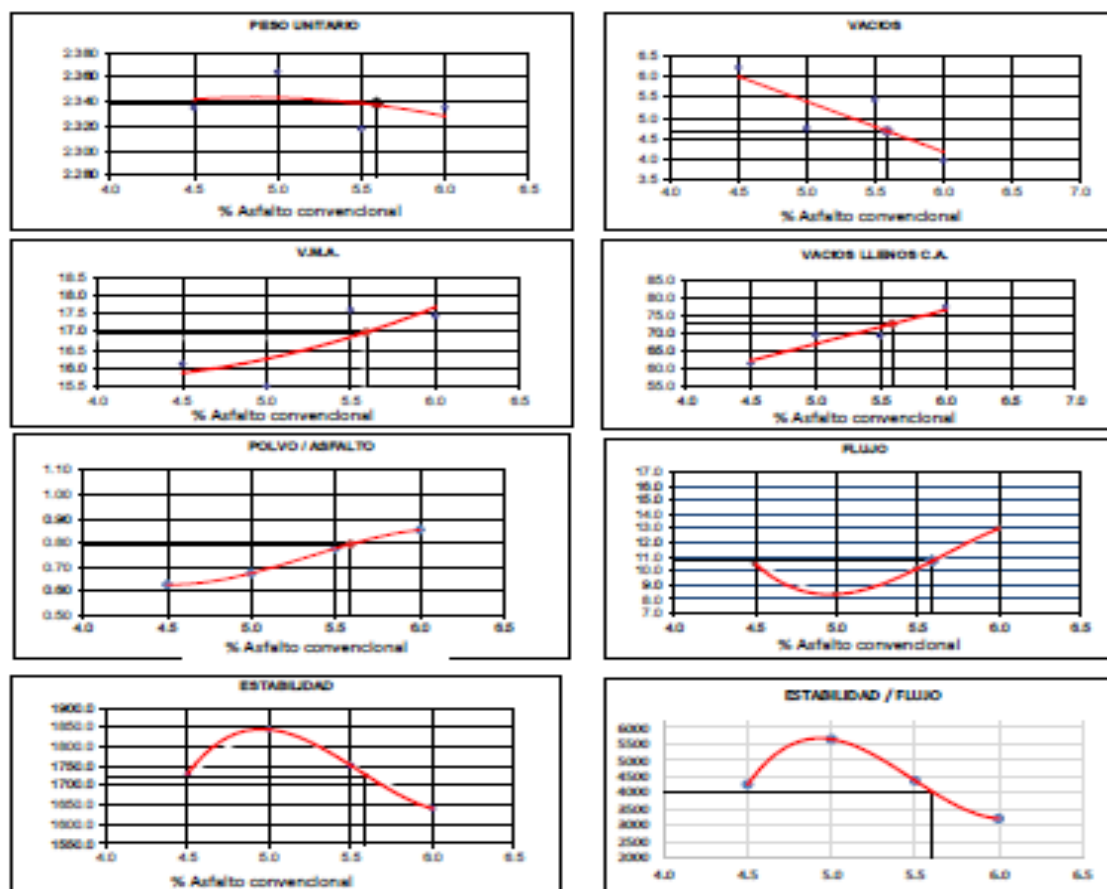 PESO UNITARIO
2.380
2.360
2.340
2.320
2.300
2.280
4.0 4.5 5.0 5.5 6.0 6.5
% Asfalto convencional
VACIOS
6.5
6.0
5.5
5.0
4.5
4.0
3.5
4.0 4.5 5.0 5.5 6.0 6.5 7.0
% Asfalto convencional
V.M.A.
18.5
18.0
17.5
17.0
16.5
16.0
15.5
4.0 4.5 5.0 5.5 6.0 6.5
% Asfalto convencional
VACIOS LLENOS C.A.
85.0
80.0
75.0
70.0
65.0
60.0
55.0
4.0 4.5 5.0 5.5 6.0 6.5 7.0
% Asfalto convencional
POLVO / ASFALTO
1.10
1.00
0.90
0.80
0.70
0.60
0.50
4.0 4.5 5.0 5.5 6.0 6.5
% Asfalto convencional
FLUJO
17.0
16.0
15.0
14.0
13.0
12.0
11.0
10.0
9.0
8.0
7.0
4.0 4.5 5.0 5.5 6.0 6.5
% Asfalto convencional
ESTABILIDAD
1900.0
1850.0
1800.0
1750.0
1700.0
1650.0
1600.0
1550.0
4.0 4.5 5.0 5.5 6.0 6.5
% Asfalto convencional
ESTABILIDAD / FLUJO
6000
5500
5000
4500
4000
3500
3000
2500
2000
4.0 4.5 5.0 5.5 6.0 6.5